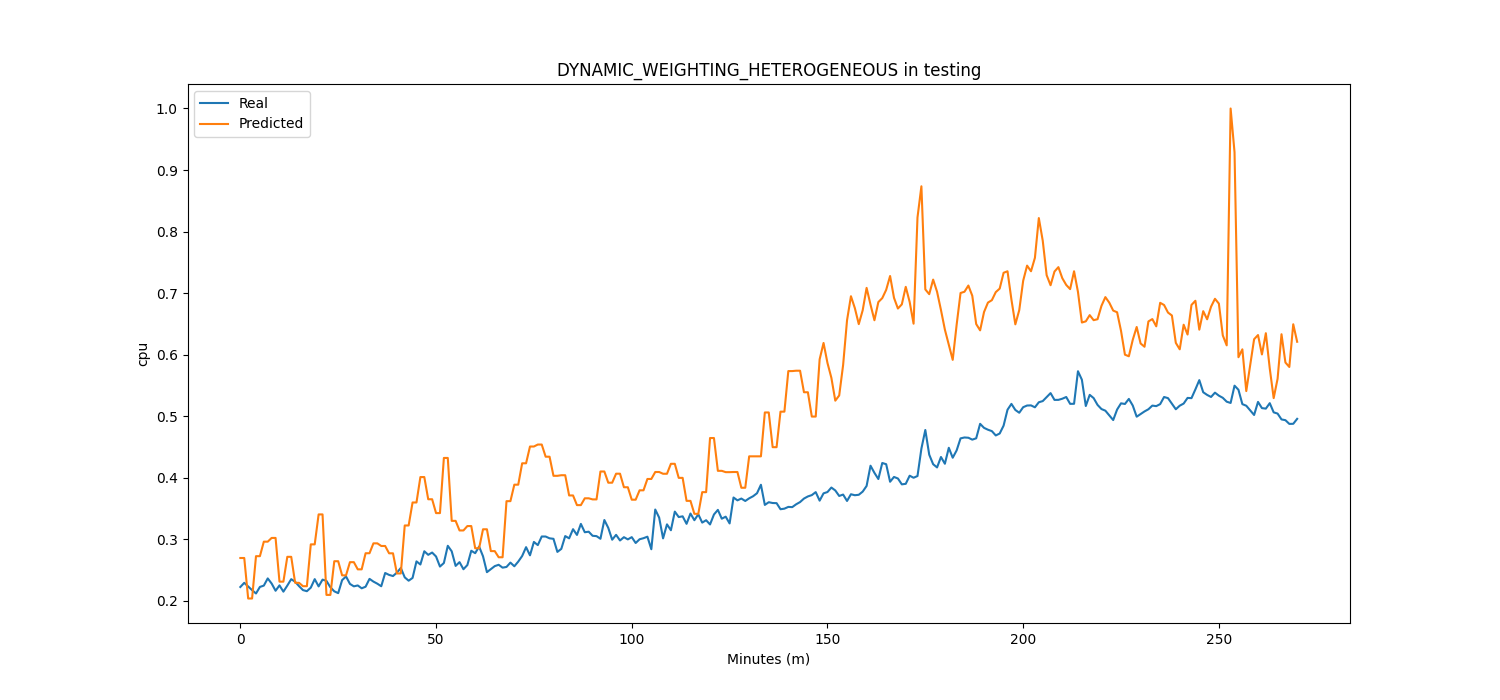 DYNAMIC_WEIGHTING_HETEROGENEOUS in testing
Real
Predicted
1.0
0.9
0.8
0.7
0.6
0.5
0.4
0.3
0.2
cpu
0 50 100 150 200 250
Minutes (m)